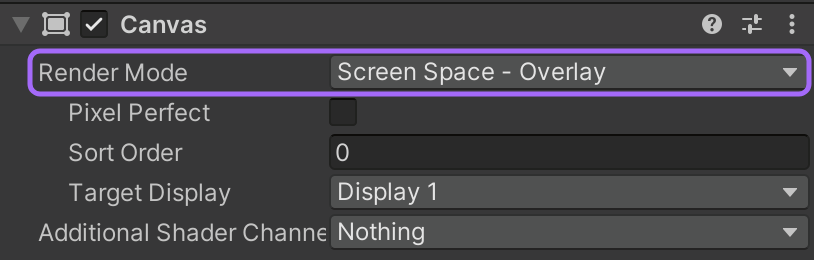 Canvas
Render Mode Screen Space - Overlay
Pixel Perfect
Sort Order 0
Target Display Display 1
Additional Shader Channe Nothing